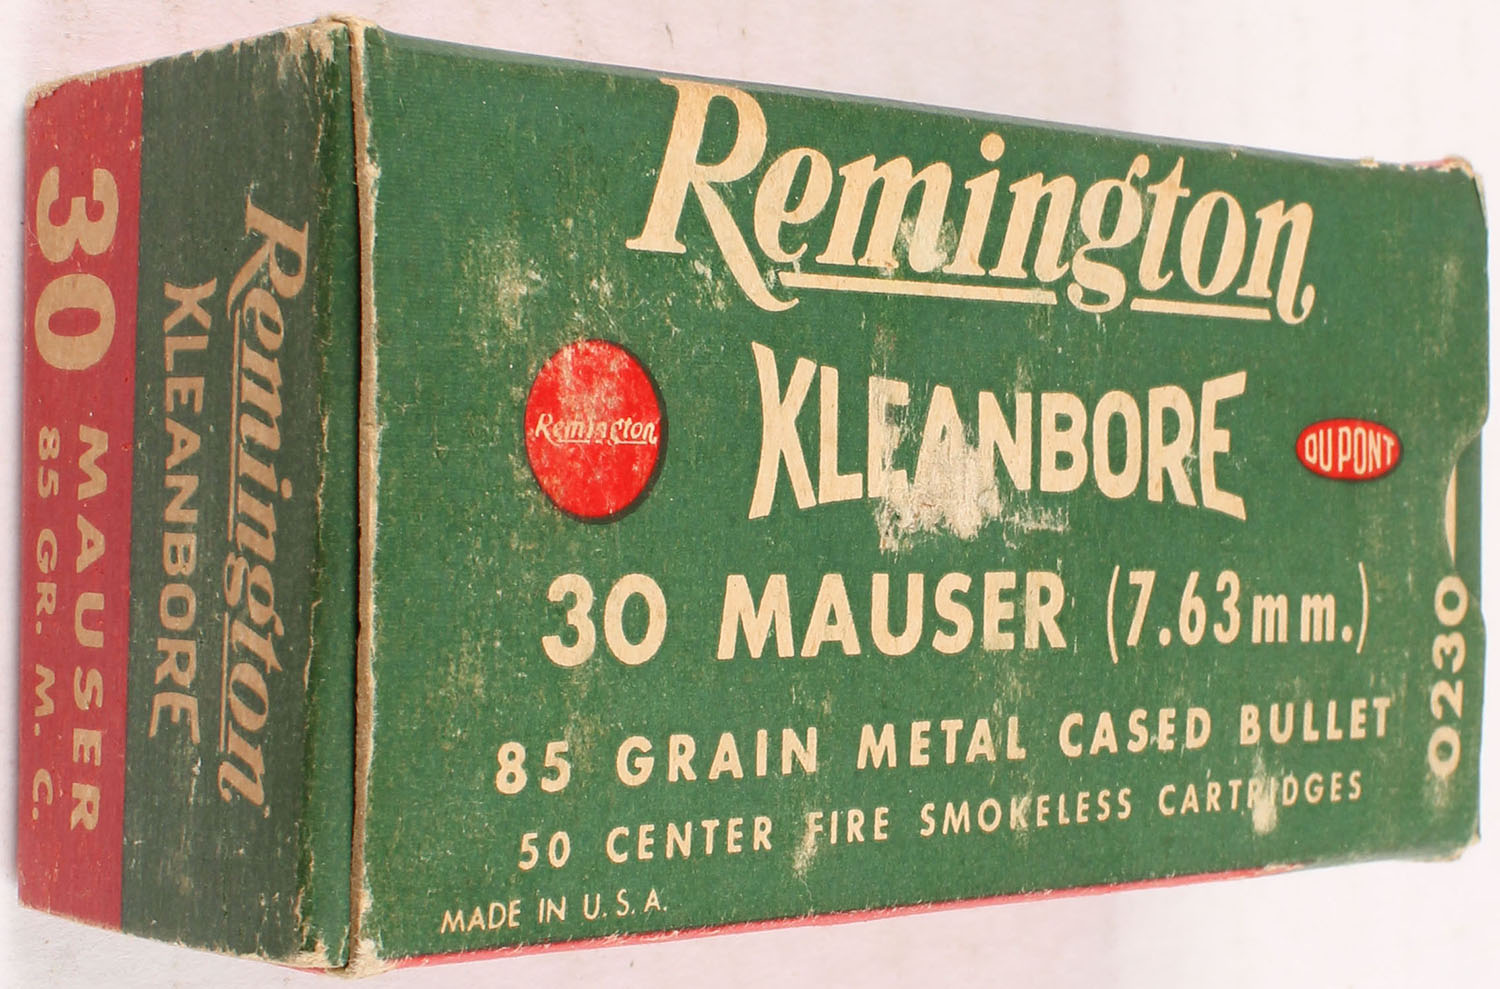 Remington
KLEANBORE
Remington
DU PONT
30 MAUSER (7.63mm.)
85 GRAIN METAL CASED BULLET
50 CENTER FIRE SMOKELESS CARTRIDGES
MADE IN U.S.A.
0230
Remington
KLEANBORE
30 MAUSER
85 GR. M. C.